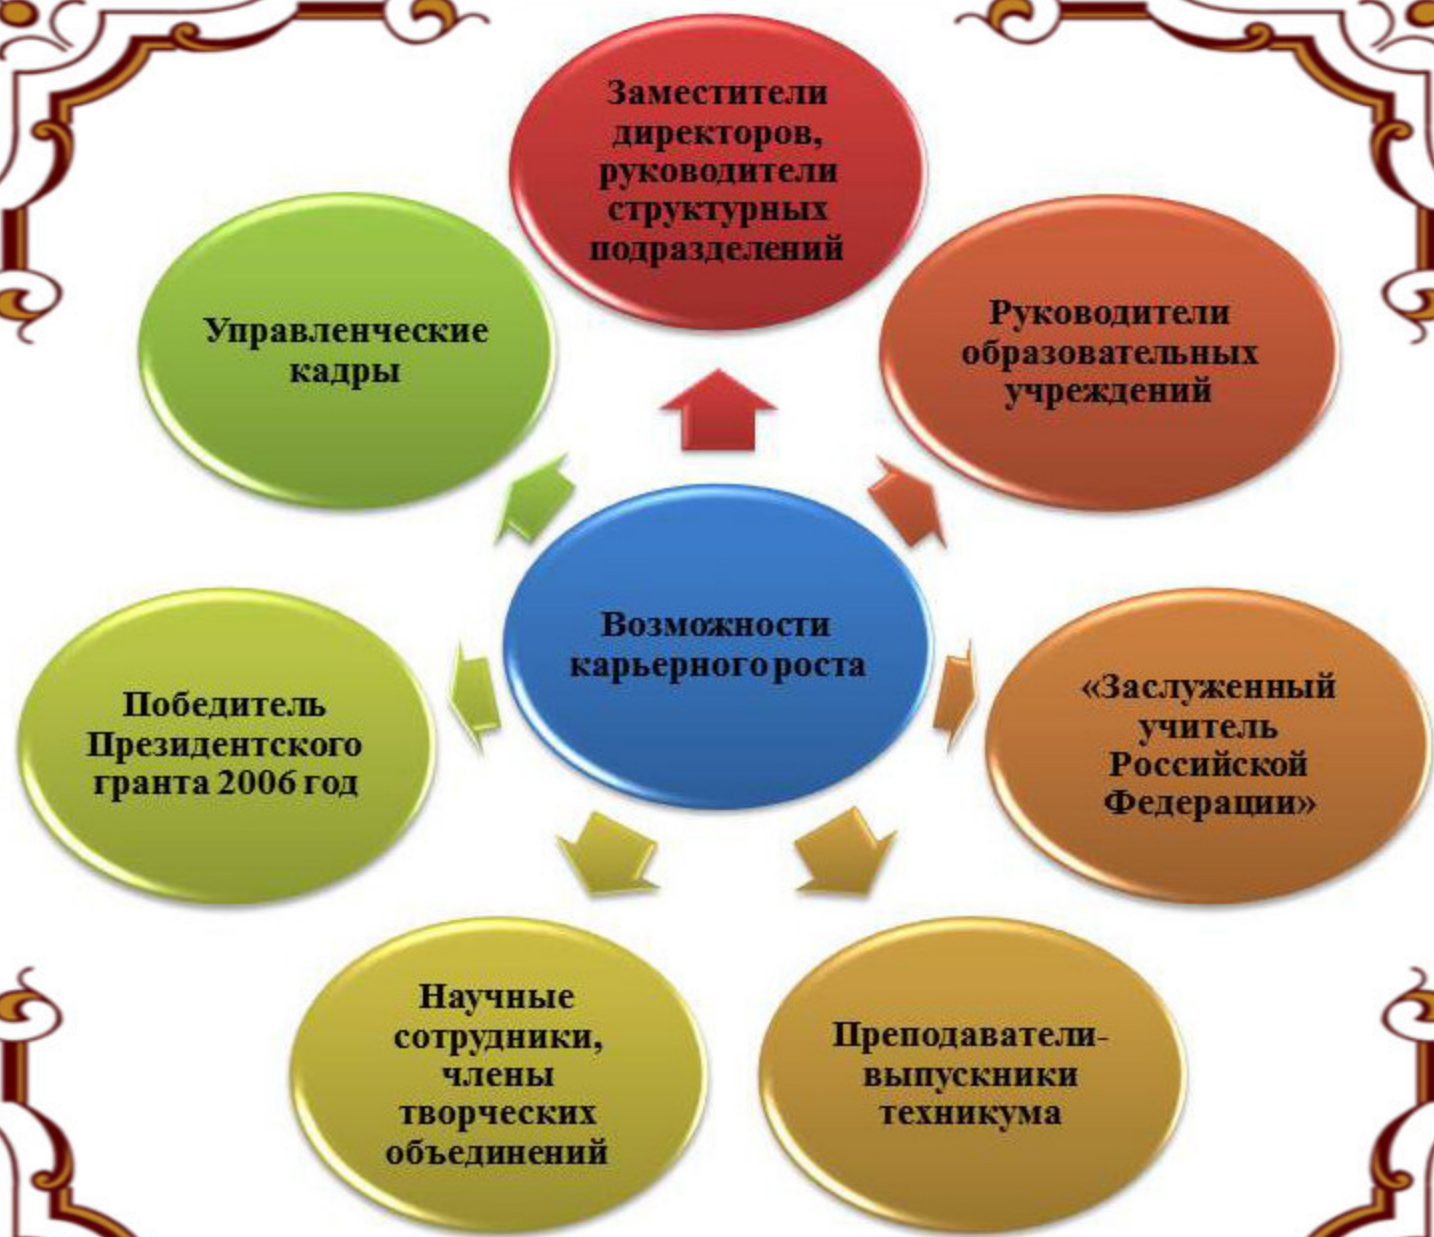 Заместители
директоров,
руководители
структурных
подразделений
Управленческие
кадры
Руководители
образовательных
учреждений
Возможности
карьерного роста
Победитель
Президентского
гранта 2006 год
«Заслуженный
учитель
Российской
Федерации»
Научные
сотрудники,
члены
творческих
объединений
Преподаватели-
выпускники
техникума